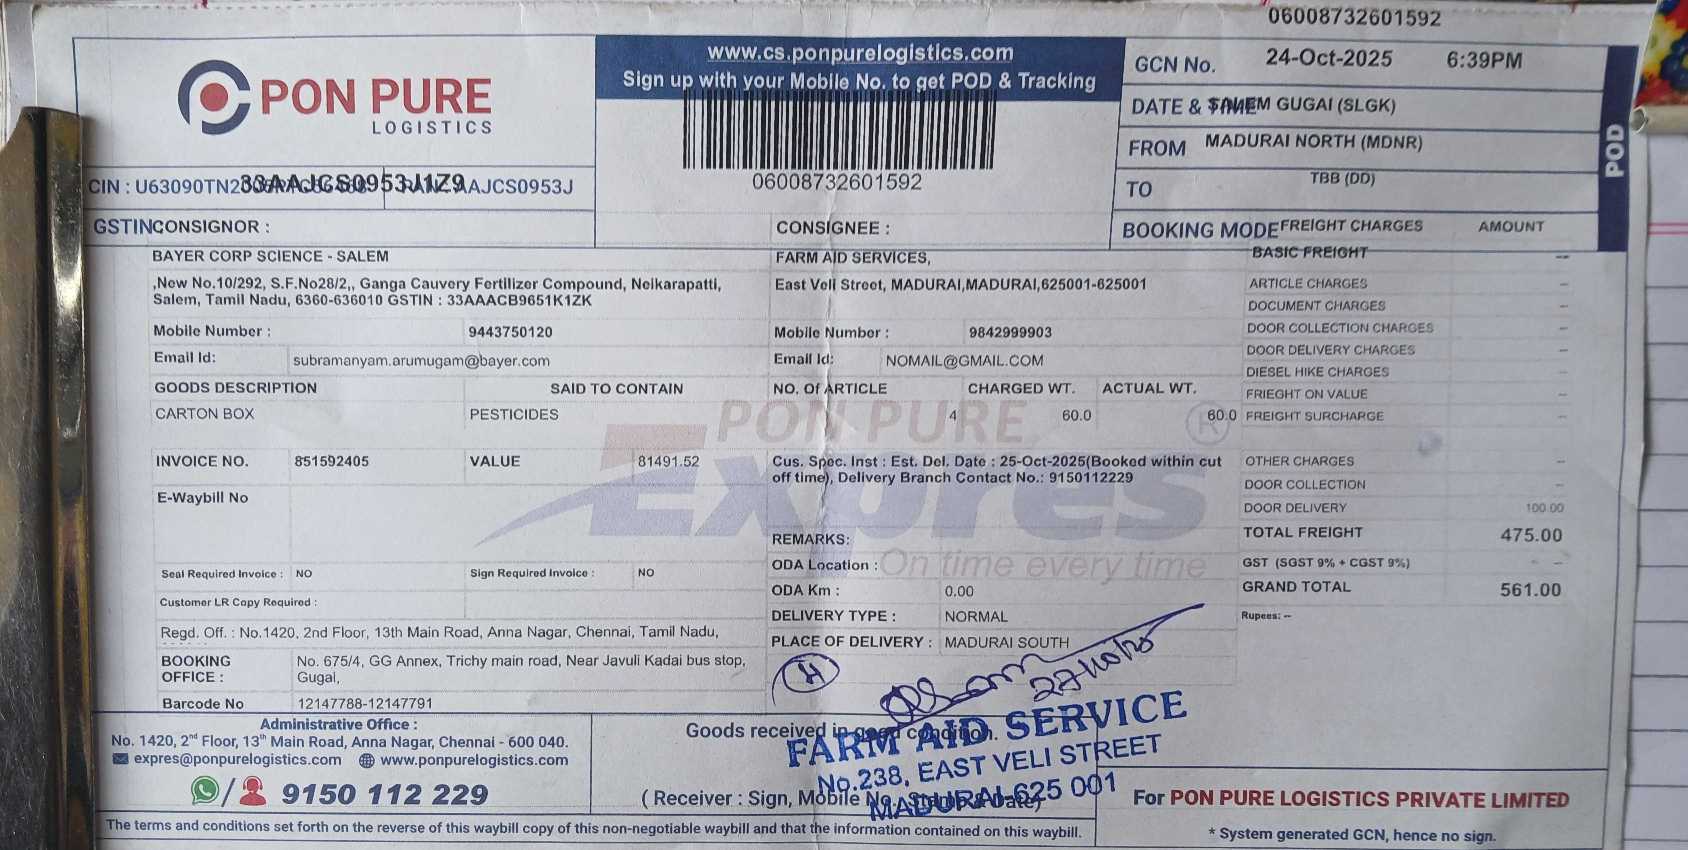 06008732601592
PON PURE
LOGISTICS
www.cs.ponpurelogistics.com
Sign up with your Mobile No. to get POD & Tracking
06008732601592
GCN No. 24-Oct-2025 6:39PM
DATE & TIME SALEM GUGAI (SLGK)
FROM MADURAI NORTH (MDNR)
TO TBB (DD)
BOOKING MODE
POD
CIN : U63090TN2
33AAJCS0953J1Z9
AAJCS0953J
GSTIN
CONSIGNOR :
BAYER CORP SCIENCE - SALEM
,New No.10/292, S.F.No28/2,, Ganga Cauvery Fertilizer Compound, Neikarapatti,
Salem, Tamil Nadu, 6360-636010 GSTIN : 33AAACB9651K1ZK
Mobile Number : 9443750120
Email Id: subramanyam.arumugam@bayer.com
CONSIGNEE :
FARM AID SERVICES,
East Veli Street, MADURAI,MADURAI,625001-625001
Mobile Number : 9842999903
Email Id: NOMAIL@GMAIL.COM
GOODS DESCRIPTION SAID TO CONTAIN NO. Of ARTICLE CHARGED WT. ACTUAL WT.
CARTON BOX PESTICIDES 4 60.0 60.0
INVOICE NO. 851592405 VALUE 81491.52
E-Waybill No
Seal Required Invoice : NO Sign Required Invoice : NO
Customer LR Copy Required :
Regd. Off. : No.1420, 2nd Floor, 13th Main Road, Anna Nagar, Chennai, Tamil Nadu,
BOOKING OFFICE : No. 675/4, GG Annex, Trichy main road, Near Javuli Kadai bus stop,
Gugai,
Barcode No 12147788-12147791
Cus. Spec. Inst : Est. Del. Date : 25-Oct-2025(Booked within cut
off time), Delivery Branch Contact No.: 9150112229
REMARKS:
ODA Location :
ODA Km : 0.00
DELIVERY TYPE : NORMAL
PLACE OF DELIVERY : MADURAI SOUTH
PON PURE ®
Expres
On time every time
FREIGHT CHARGES AMOUNT
BASIC FREIGHT --
ARTICLE CHARGES --
DOCUMENT CHARGES --
DOOR COLLECTION CHARGES --
DOOR DELIVERY CHARGES --
DIESEL HIKE CHARGES --
FRIEGHT ON VALUE --
FREIGHT SURCHARGE --
OTHER CHARGES --
DOOR COLLECTION --
DOOR DELIVERY 100.00
TOTAL FREIGHT 475.00
GST (SGST 9% + CGST 9%) - --
GRAND TOTAL 561.00
Rupees: --
Administrative Office :
No. 1420, 2nd Floor, 13th Main Road, Anna Nagar, Chennai - 600 040.
expres@ponpurelogistics.com www.ponpurelogistics.com
/ 9150 112 229
Goods received in good condition.
FARM AID SERVICE
No.238, EAST VELI STREET
MADURAI-625 001
( Receiver : Sign, Mobile No., Stamp & Date)
For PON PURE LOGISTICS PRIVATE LIMITED
The terms and conditions set forth on the reverse of this waybill copy of this non-negotiable waybill and that the information contained on this waybill.
* System generated GCN, hence no sign.